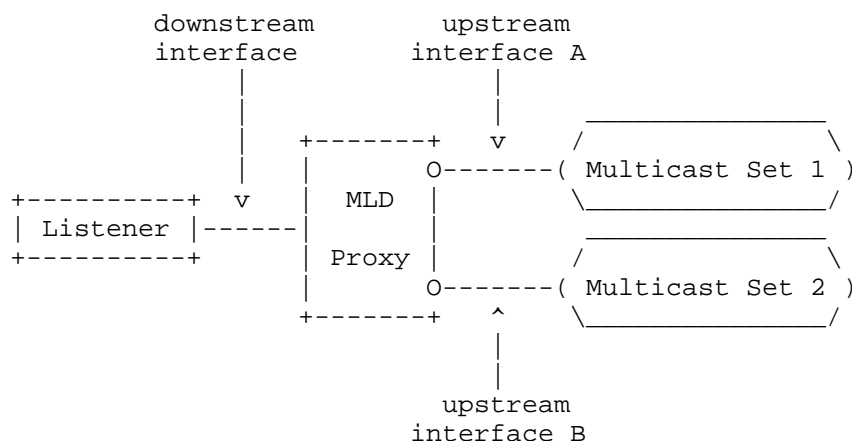 downstream upstream
interface interface A
v
O ( Multicast Set 1 )
v MLD
Listener
Proxy
O ( Multicast Set 2 )
^
upstream
interface B